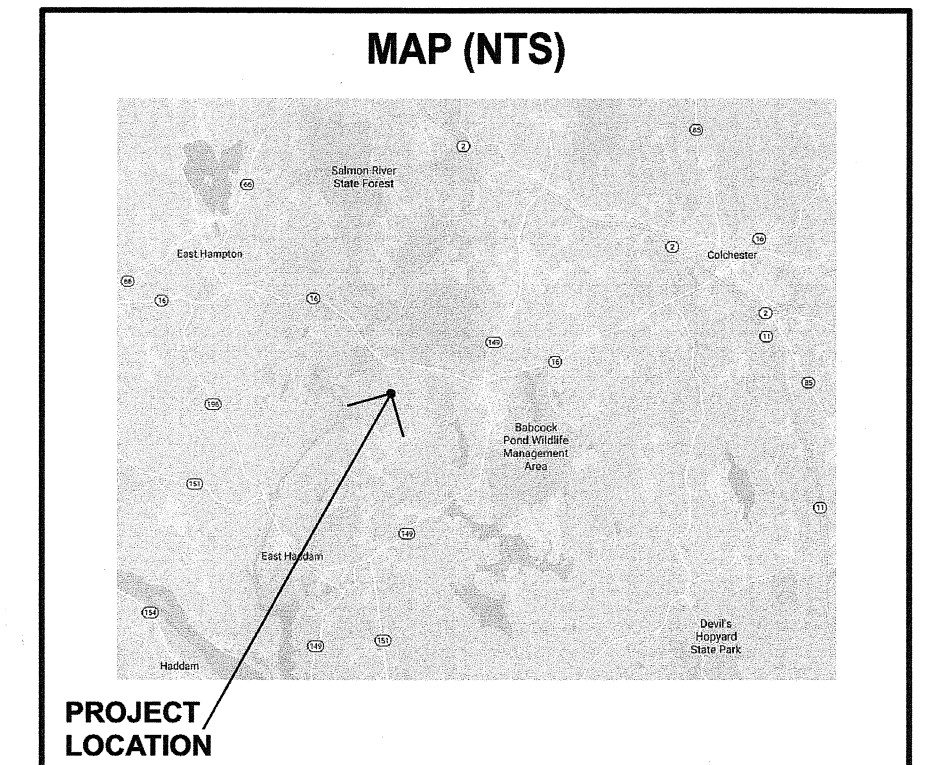 MAP (NTS)
85
2
Salmon River
State Forest
66
16
2
East Hampton
Colchester
66
16
16
2
11
149
16
85
196
Babcock
Pond Wildlife
Management
Area
151
11
149
East Haddam
154
Devil's
Hopyard
State Park
151
149
Haddam
PROJECT
LOCATION